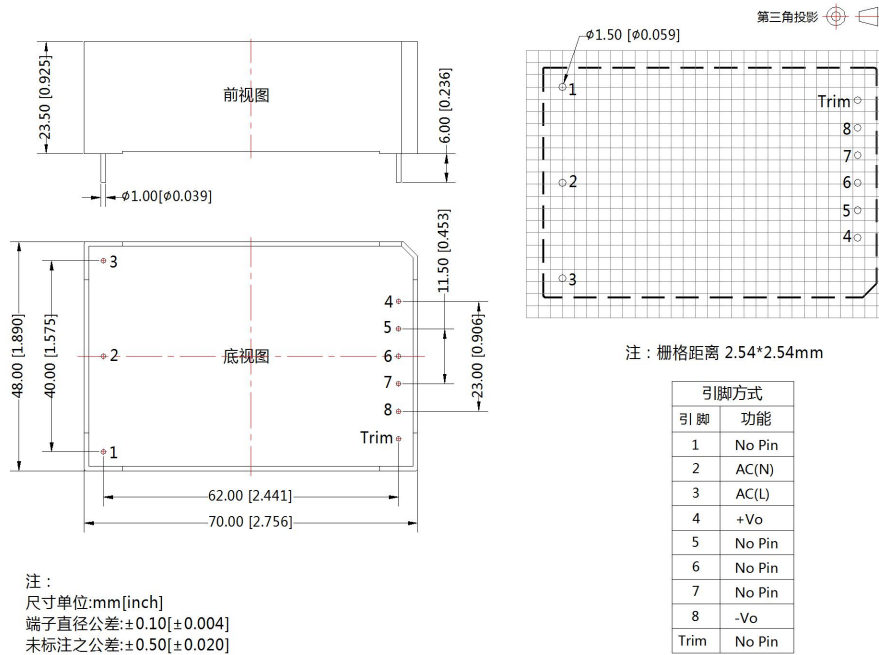 第三角投影
23.50 [0.925]
前视图
6.00 [0.236]
ϕ1.00[ϕ0.039]
ϕ1.50 [ϕ0.059]
1
2
3
Trim
8
7
6
5
4
48.00 [1.890]
40.00 [1.575]
3
2
1
底视图
4
5
6
7
8
Trim
11.50 [0.453]
23.00 [0.906]
62.00 [2.441]
70.00 [2.756]
注：栅格距离 2.54*2.54mm
引脚方式
引 脚 功能
1 No Pin
2 AC(N)
3 AC(L)
4 +Vo
5 No Pin
6 No Pin
7 No Pin
8 -Vo
Trim No Pin
注：
尺寸单位:mm[inch]
端子直径公差:±0.10[±0.004]
未标注之公差:±0.50[±0.020]